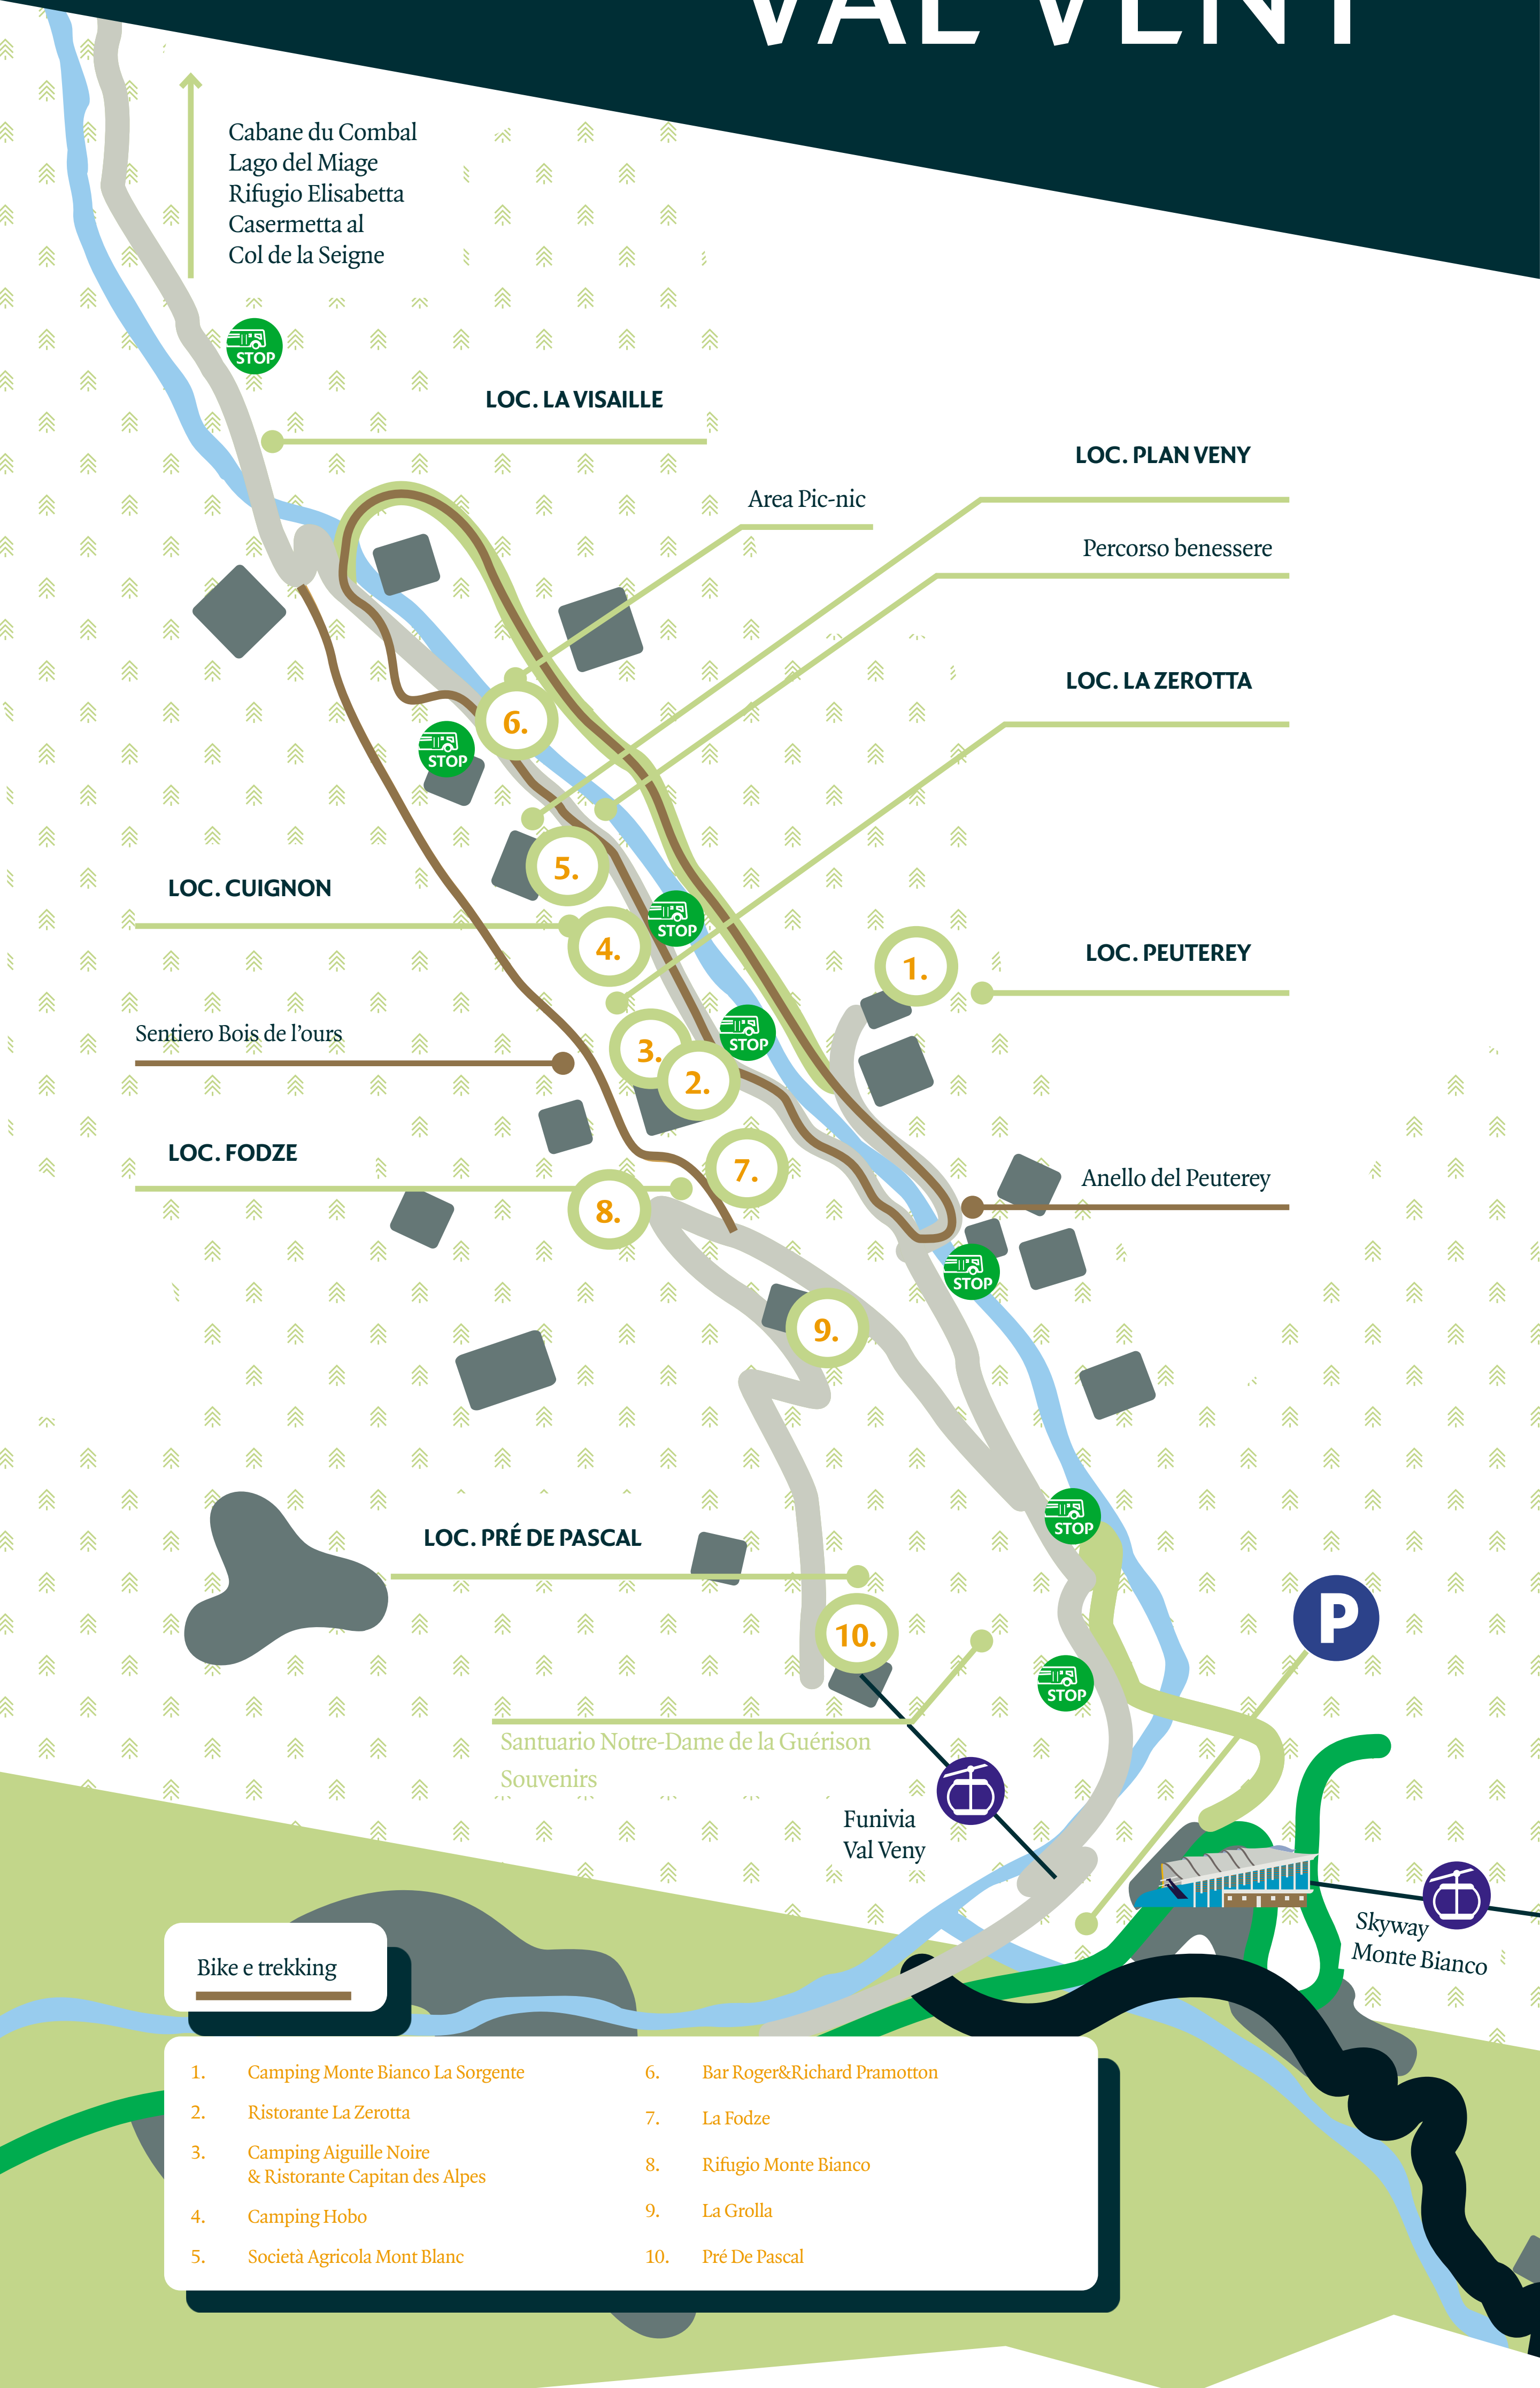 VAL VENY
Cabane du Combal
Lago del Miage
Rifugio Elisabetta
Casermetta al
Col de la Seigne
STOP
LOC. LA VISAILLE
LOC. PLAN VENY
Area Pic-nic
Percorso benessere
LOC. LA ZEROTTA
6.
STOP
5.
LOC. CUIGNON
STOP
4.
LOC. PEUTEREY
1.
Sentiero Bois de l'ours
STOP
3.
2.
LOC. FODZE
7.
Anello del Peuterey
8.
STOP
9.
STOP
LOC. PRÉ DE PASCAL
P
10.
STOP
Santuario Notre-Dame de la Guérison
Souvenirs
Funivia
Val Veny
Skyway
Monte Bianco
Bike e trekking
1. Camping Monte Bianco La Sorgente
2. Ristorante La Zerotta
3. Camping Aiguille Noire
& Ristorante Capitan des Alpes
4. Camping Hobo
5. Società Agricola Mont Blanc
6. Bar Roger&Richard Pramotton
7. La Fodze
8. Rifugio Monte Bianco
9. La Grolla
10. Pré De Pascal